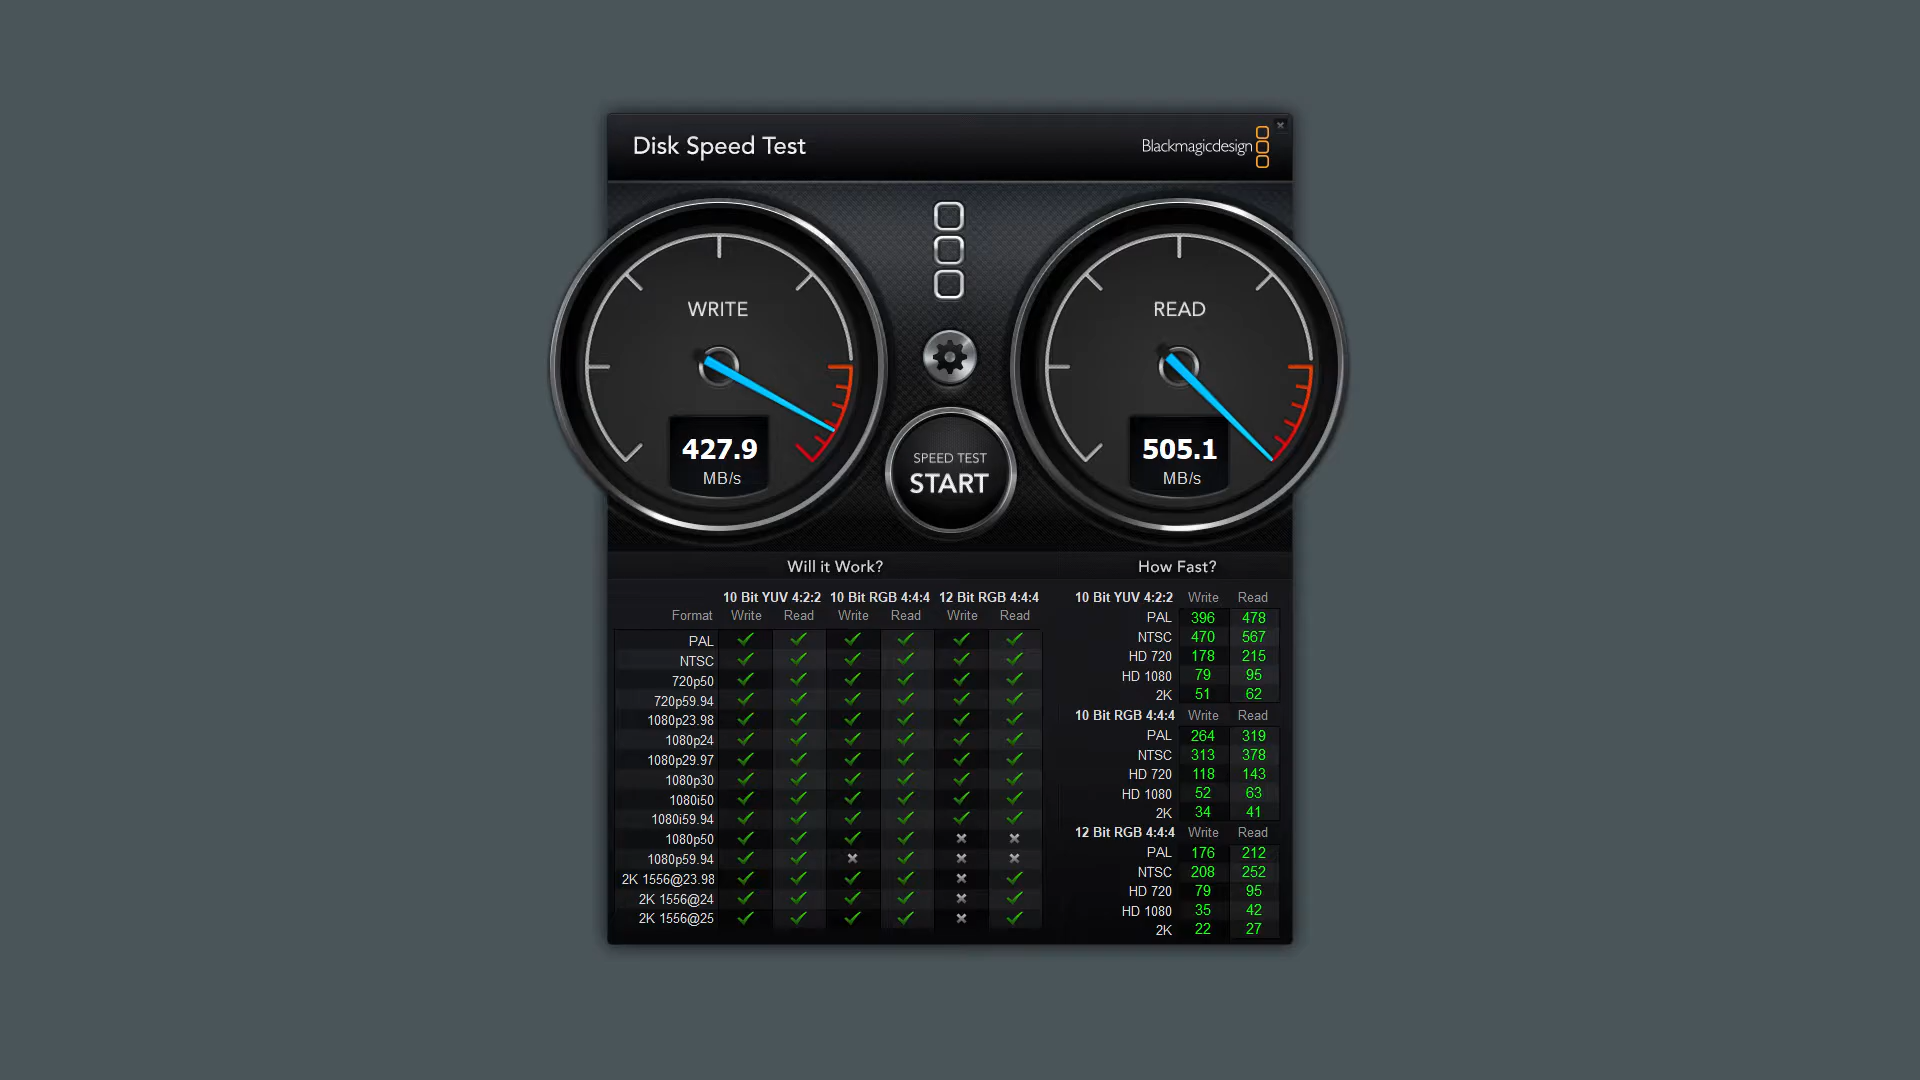 Disk Speed Test
Blackmagicdesign
WRITE
READ
427.9
MB/s
505.1
MB/s
SPEED TEST
START
Will it Work?
How Fast?
10 Bit YUV 4:2:2 10 Bit RGB 4:4:4 12 Bit RGB 4:4:4
Format Write Read Write Read Write Read
PAL
NTSC
720p50
720p59.94
1080p23.98
1080p24
1080p29.97
1080p30
1080i50
1080i59.94
1080p50
1080p59.94
2K 1556@23.98
2K 1556@24
2K 1556@25
10 Bit YUV 4:2:2 Write Read
PAL 396 478
NTSC 470 567
HD 720 178 215
HD 1080 79 95
2K 51 62
10 Bit RGB 4:4:4 Write Read
PAL 264 319
NTSC 313 378
HD 720 118 143
HD 1080 52 63
2K 34 41
12 Bit RGB 4:4:4 Write Read
PAL 176 212
NTSC 208 252
HD 720 79 95
HD 1080 35 42
2K 22 27